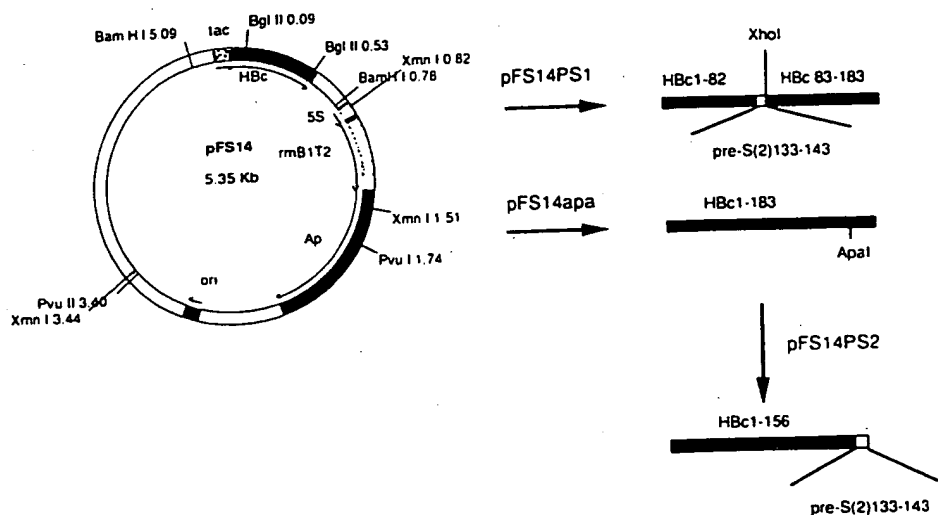 lac
Bgl II 0.09
Bam H I 5 09
Bgl II 0.53
Xmn I 0 82
BamH I 0.78
HBc
5S
rrnB1T2
pFS14
5.35 Kb
Xmn I 1 51
Ap
Pvu I 1.74
ori
Pvu II 3.40
Xmn I 3.44
pFS14PS1
XhoI
HBc1-82
HBc 83-183
pre-S(2)133-143
pFS14apa
HBc1-183
ApaI
pFS14PS2
HBc1-156
pre-S(2)133-143